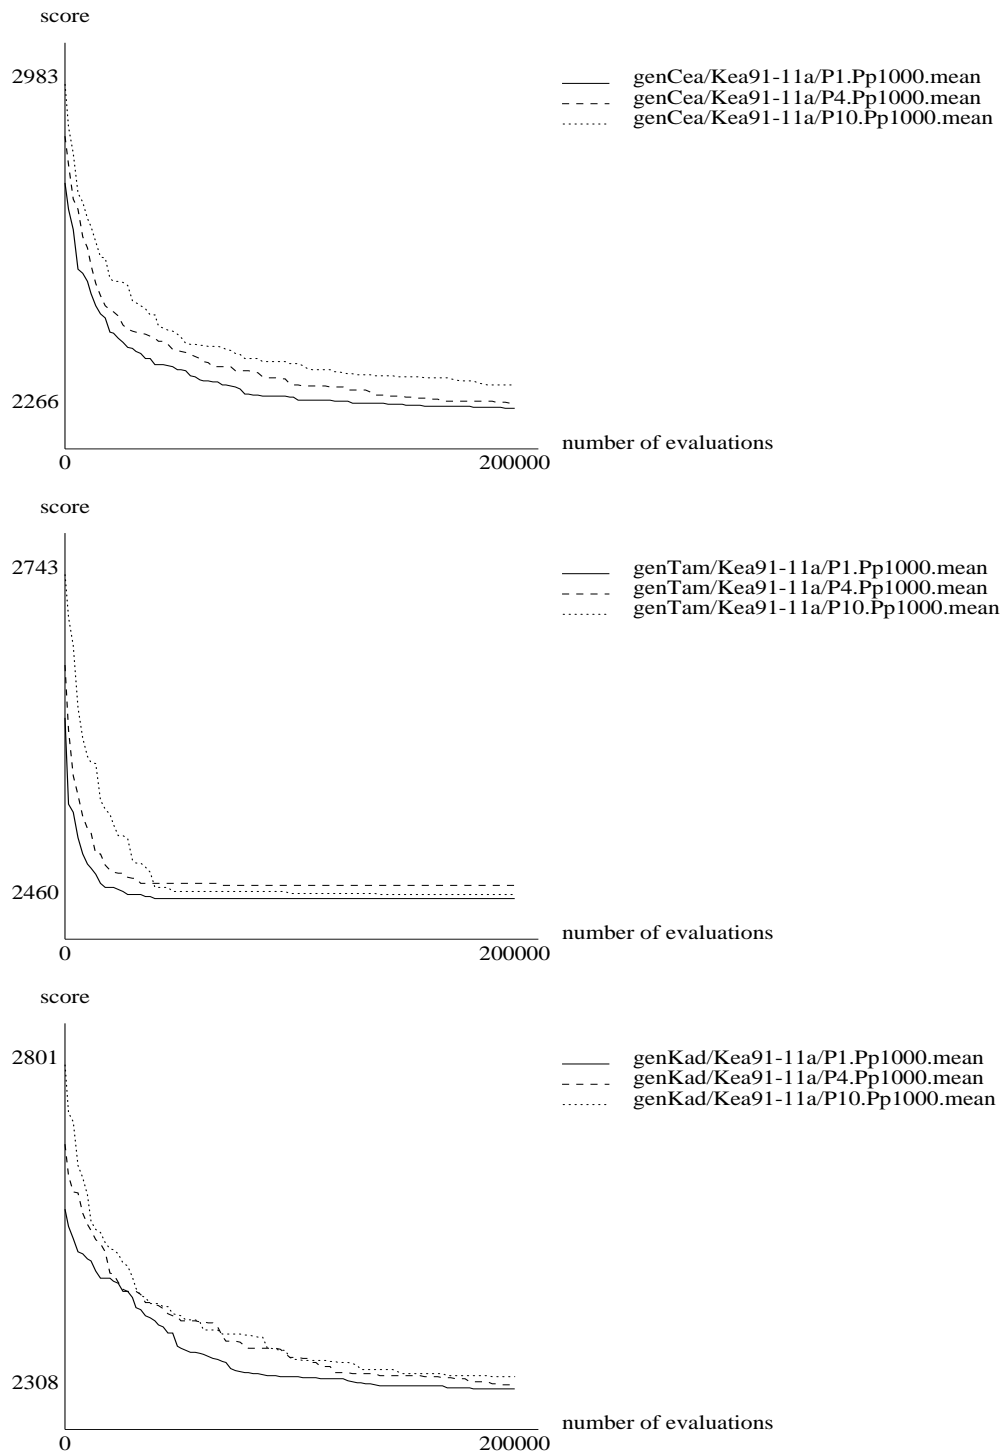 score
2983
genCea/Kea91-11a/P1.Pp1000.mean
genCea/Kea91-11a/P4.Pp1000.mean
genCea/Kea91-11a/P10.Pp1000.mean
2266
number of evaluations
0 200000
score
2743
genTam/Kea91-11a/P1.Pp1000.mean
genTam/Kea91-11a/P4.Pp1000.mean
genTam/Kea91-11a/P10.Pp1000.mean
2460
number of evaluations
0 200000
score
2801
genKad/Kea91-11a/P1.Pp1000.mean
genKad/Kea91-11a/P4.Pp1000.mean
genKad/Kea91-11a/P10.Pp1000.mean
2308
number of evaluations
0 200000